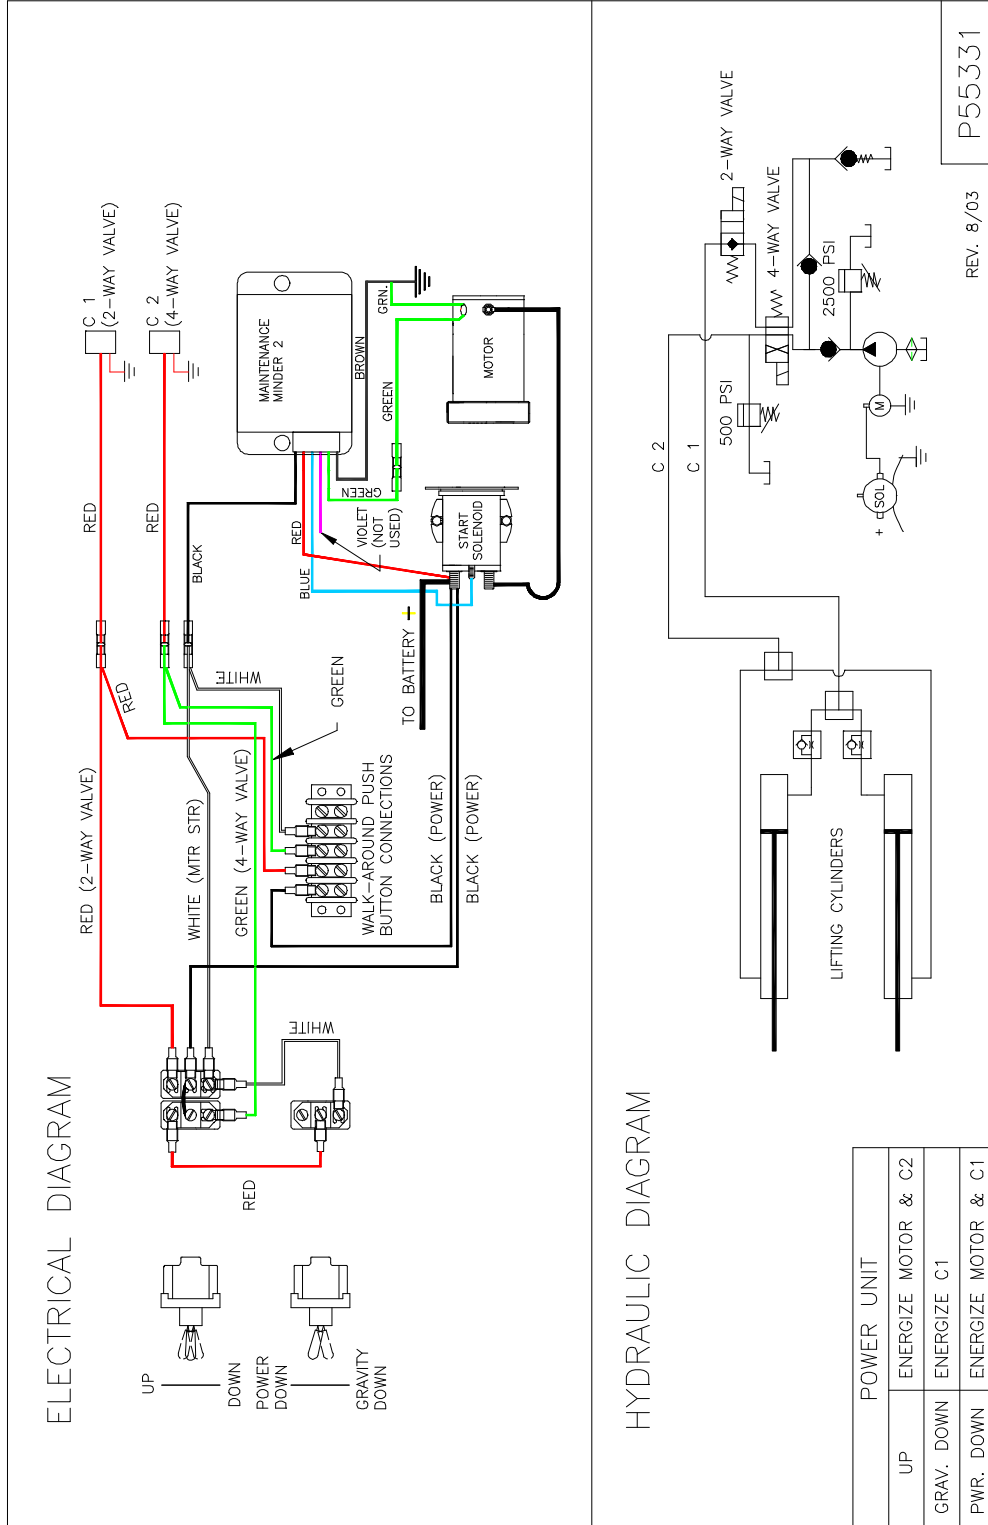 ELECTRICAL DIAGRAM
UP
DOWN
POWER
DOWN
GRAVITY
DOWN
RED
WHITE
RED (2-WAY VALVE)
WHITE (MTR STR)
GREEN (4-WAY VALVE)
WALK-AROUND PUSH
BUTTON CONNECTIONS
BLACK (POWER)
BLACK (POWER)
RED
WHITE
GREEN
TO BATTERY +
RED
RED
BLACK
BLUE
RED
VIOLET
(NOT
USED)
GREEN
GREEN
BROWN
GRN.
START
SOLENOID
MOTOR
MAINTENANCE
MINDER 2
C 1
(2-WAY VALVE)
C 2
(4-WAY VALVE)
HYDRAULIC DIAGRAM
LIFTING CYLINDERS
C 2
C 1
500 PSI
2500 PSI
2-WAY VALVE
4-WAY VALVE
+
SOL
M
POWER UNIT
UP ENERGIZE MOTOR & C2
GRAV. DOWN ENERGIZE C1
PWR. DOWN ENERGIZE MOTOR & C1
REV. 8/03
P55331